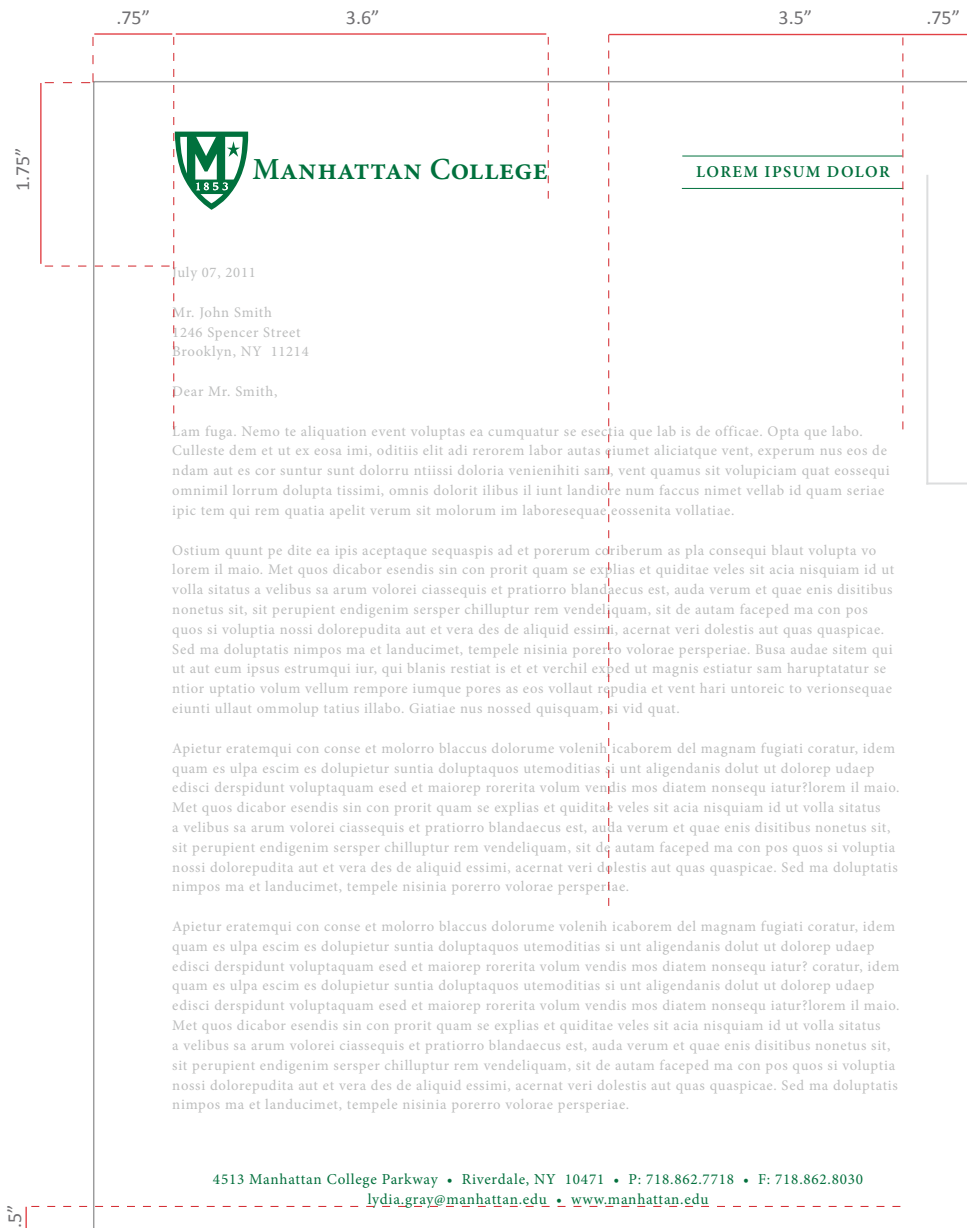 .75” 3.6” 3.5” .75”
1.75”
M
1853
MANHATTAN COLLEGE
LOREM IPSUM DOLOR
July 07, 2011
Mr. John Smith
1246 Spencer Street
Brooklyn, NY  11214
Dear Mr. Smith,
Lam fuga. Nemo te aliquation event voluptas ea cumquatur se esectia que lab is de officae. Opta que labo.
Culleste dem et ut ex eosa imi, oditiis elit adi rerorem labor autas eiumet aliciatque vent, experum nus eos de
ndam aut es cor suntur sunt dolorru ntiissi doloria venienihiti sam, vent quamus sit volupiciam quat eossequi
omnimil lorrum dolupta tissimi, omnis dolorit ilibus il iunt landiore num faccus nimet vellab id quam seriae
ipic tem qui rem quatia apelit verum sit molorum im laboresequae eossenita vollatiae.
Ostium quunt pe dite ea ipis aceptaque sequaspis ad et porerum coriberum as pla consequi blaut volupta vo
lorem il maio. Met quos dicabor esendis sin con prorit quam se explias et quiditae veles sit acia nisquiam id ut
volla sitatus a velibus sa arum volorei ciassequis et pratiorro blandaecus est, auda verum et quae enis disitibus
nonetus sit, sit perupient endigenim sersper chilluptur rem vendeliquam, sit de autam faceped ma con pos
quos si voluptia nossi dolorepudita aut et vera des de aliquid essimi, acernat veri dolestis aut quas quaspicae.
Sed ma doluptatis nimpos ma et landucimet, tempele nisinia porerro volorae persperiae. Busa audae sitem qui
ut aut eum ipsus estrumqui iur, qui blanis restiat is et et verchil exped ut magnis estiatur sam haruptatatur se
ntior uptatio volum vellum rempore iumque pores as eos vollaut repudia et vent hari untoreic to verionsequae
eiunti ullaut ommolup tatius illabo. Giatiae nus nossed quisquam, si vid quat.
Apietur eratemqui con conse et molorro blaccus dolorume volenih icaborem del magnam fugiati coratur, idem
quam es ulpa escim es dolupietur suntia doluptaquos utemoditias si unt aligendanis dolut ut dolorep udaep
edisci derspidunt voluptaquam esed et maiorep rorerita volum vendis mos diatem nonsequ iatur?lorem il maio.
Met quos dicabor esendis sin con prorit quam se explias et quiditae veles sit acia nisquiam id ut volla sitatus
a velibus sa arum volorei ciassequis et pratiorro blandaecus est, auda verum et quae enis disitibus nonetus sit,
sit perupient endigenim sersper chilluptur rem vendeliquam, sit de autam faceped ma con pos quos si voluptia
nossi dolorepudita aut et vera des de aliquid essimi, acernat veri dolestis aut quas quaspicae. Sed ma doluptatis
nimpos ma et landucimet, tempele nisinia porerro volorae persperiae.
Apietur eratemqui con conse et molorro blaccus dolorume volenih icaborem del magnam fugiati coratur, idem
quam es ulpa escim es dolupietur suntia doluptaquos utemoditias si unt aligendanis dolut ut dolorep udaep
edisci derspidunt voluptaquam esed et maiorep rorerita volum vendis mos diatem nonsequ iatur? coratur, idem
quam es ulpa escim es dolupietur suntia doluptaquos utemoditias si unt aligendanis dolut ut dolorep udaep
edisci derspidunt voluptaquam esed et maiorep rorerita volum vendis mos diatem nonsequ iatur?lorem il maio.
Met quos dicabor esendis sin con prorit quam se explias et quiditae veles sit acia nisquiam id ut volla sitatus
a velibus sa arum volorei ciassequis et pratiorro blandaecus est, auda verum et quae enis disitibus nonetus sit,
sit perupient endigenim sersper chilluptur rem vendeliquam, sit de autam faceped ma con pos quos si voluptia
nossi dolorepudita aut et vera des de aliquid essimi, acernat veri dolestis aut quas quaspicae. Sed ma doluptatis
nimpos ma et landucimet, tempele nisinia porerro volorae persperiae.
4513 Manhattan College Parkway • Riverdale, NY  10471 • P: 718.862.7718 • F: 718.862.8030
lydia.gray@manhattan.edu • www.manhattan.edu
.5”